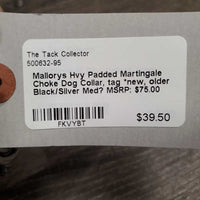 The Tack Collector
500632-95
Mallorys Hvy Padded Martingale
Choke Dog Collar, tag *new, older
Black/Silver Med? MSRP: $75.00
FKVYBT
$39.50